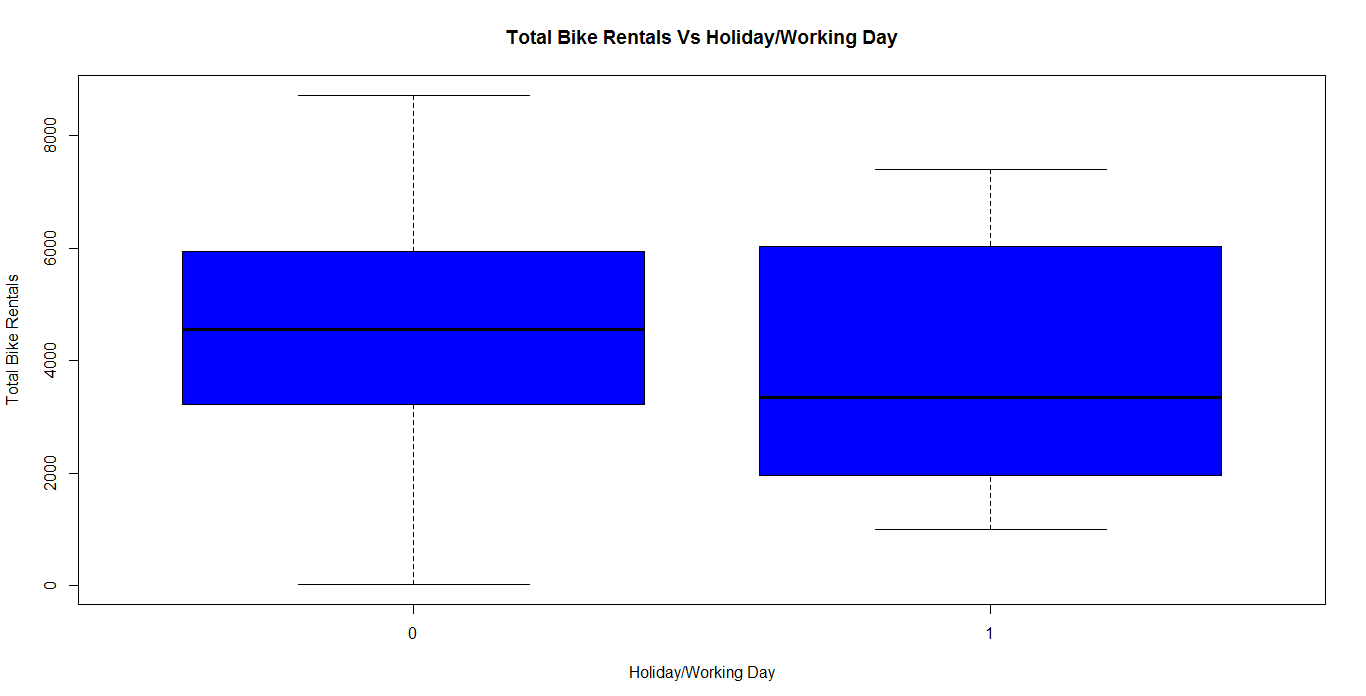 Total Bike Rentals Vs Holiday/Working Day
Total Bike Rentals
8000
6000
4000
2000
0
0 1
Holiday/Working Day